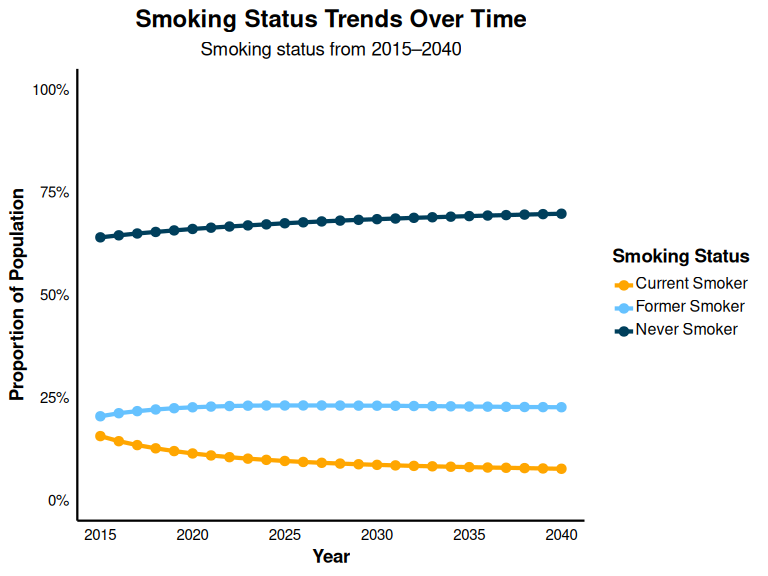 Smoking Status Trends Over Time
Smoking status from 2015–2040
Proportion of Population
100%
75%
50%
25%
0%
2015 2020 2025 2030 2035 2040
Year
Smoking Status
Current Smoker
Former Smoker
Never Smoker